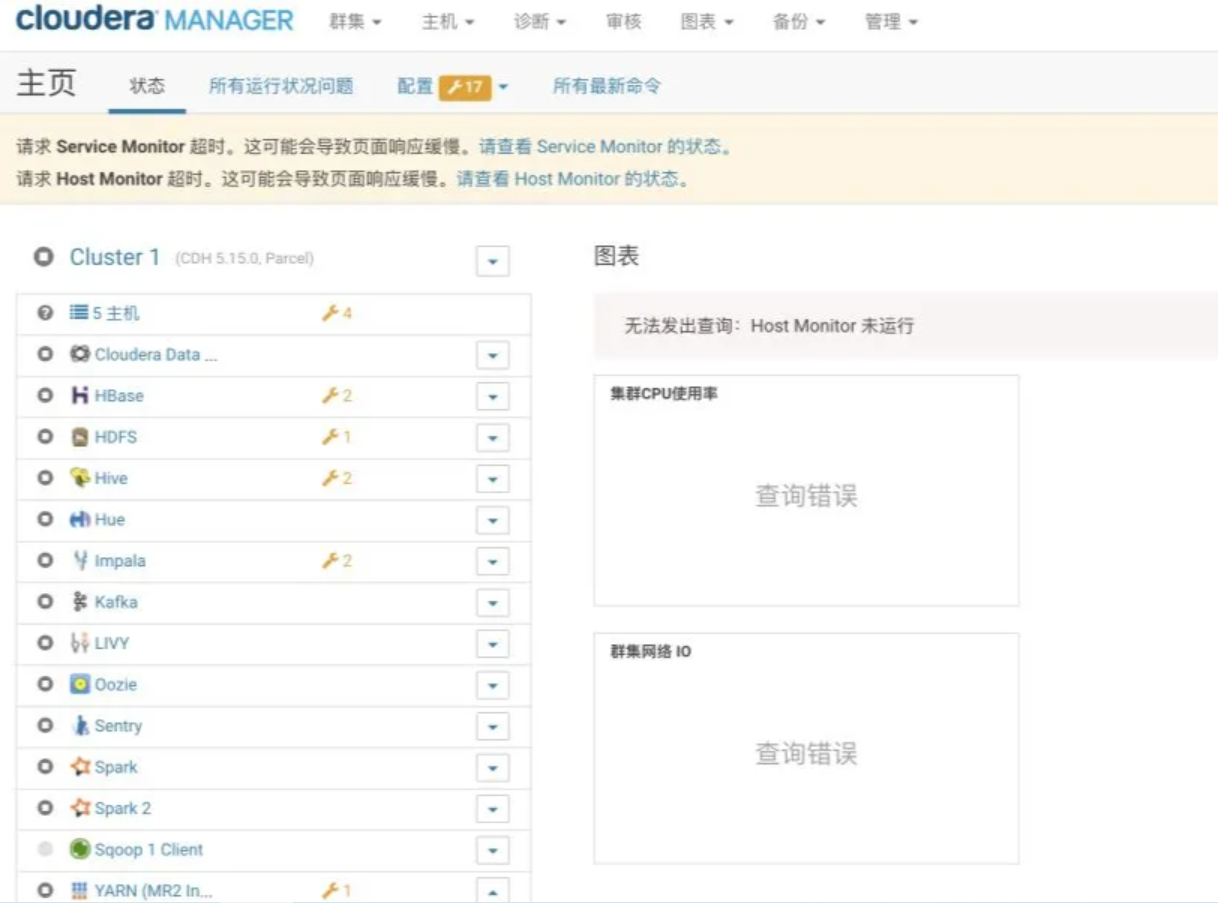 cloudera MANAGER 群集 主机 诊断 审核 图表 备份 管理
主页 状态 所有运行状况问题 配置 17 所有最新命令
请求 Service Monitor 超时。这可能会导致页面响应缓慢。请查看 Service Monitor 的状态。
请求 Host Monitor 超时。这可能会导致页面响应缓慢。请查看 Host Monitor 的状态。
Cluster 1 (CDH 5.15.0, Parcel)
5 主机 4
Cloudera Data ...
HBase 2
HDFS 1
Hive 2
Hue
Impala 2
Kafka
LIVY
Oozie
Sentry
Spark
Spark 2
Sqoop 1 Client
YARN (MR2 In... 1
图表
无法发出查询：Host Monitor 未运行
集群CPU使用率
查询错误
群集网络 IO
查询错误